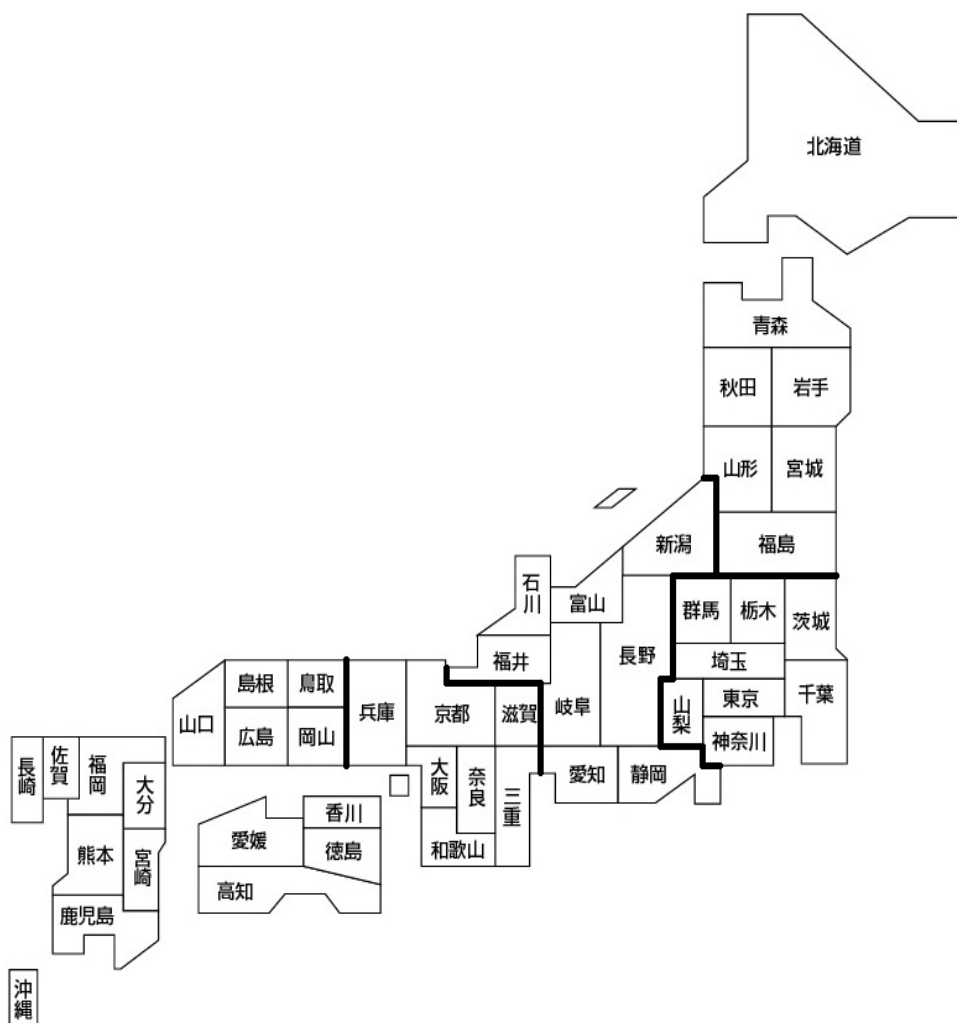 北海道
青森
秋田
岩手
山形
宮城
新潟
福島
石川
富山
群馬
栃木
茨城
福井
長野
埼玉
島根
鳥取
兵庫
京都
滋賀
岐阜
山梨
東京
千葉
山口
広島
岡山
神奈川
長崎
佐賀
福岡
大分
大阪
奈良
三重
愛知
静岡
香川
愛媛
徳島
和歌山
熊本
宮崎
高知
鹿児島
沖縄